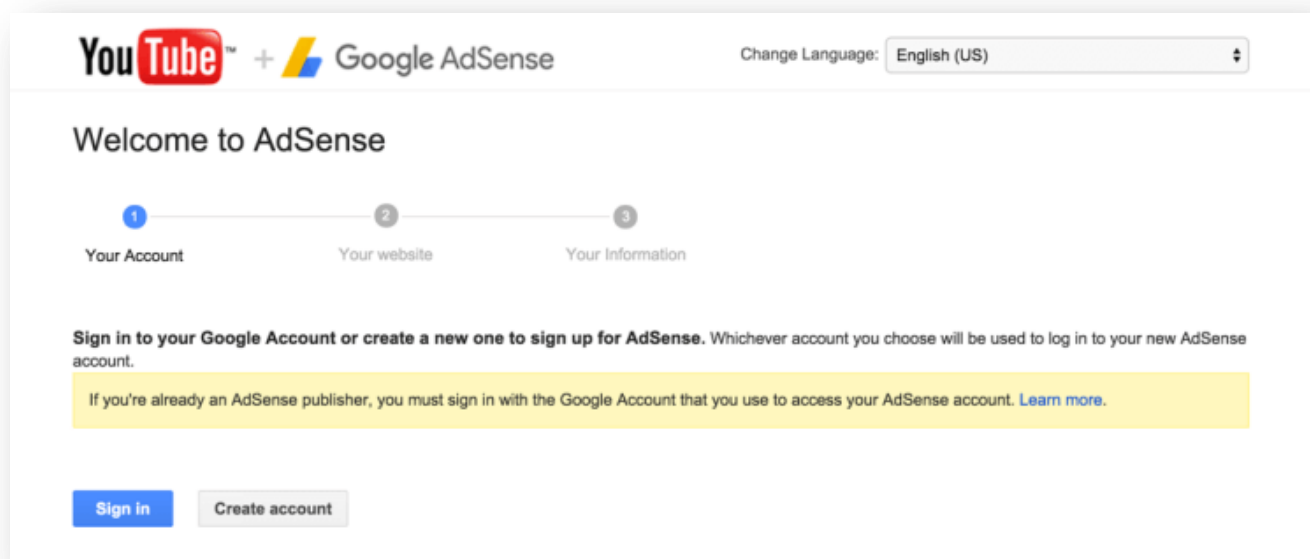 YouTube™ + Google AdSense
Change Language: English (US)
Welcome to AdSense
1 2 3
Your Account Your website Your Information
Sign in to your Google Account or create a new one to sign up for AdSense. Whichever account you choose will be used to log in to your new AdSense
account.
If you're already an AdSense publisher, you must sign in with the Google Account that you use to access your AdSense account. Learn more.
Sign in Create account